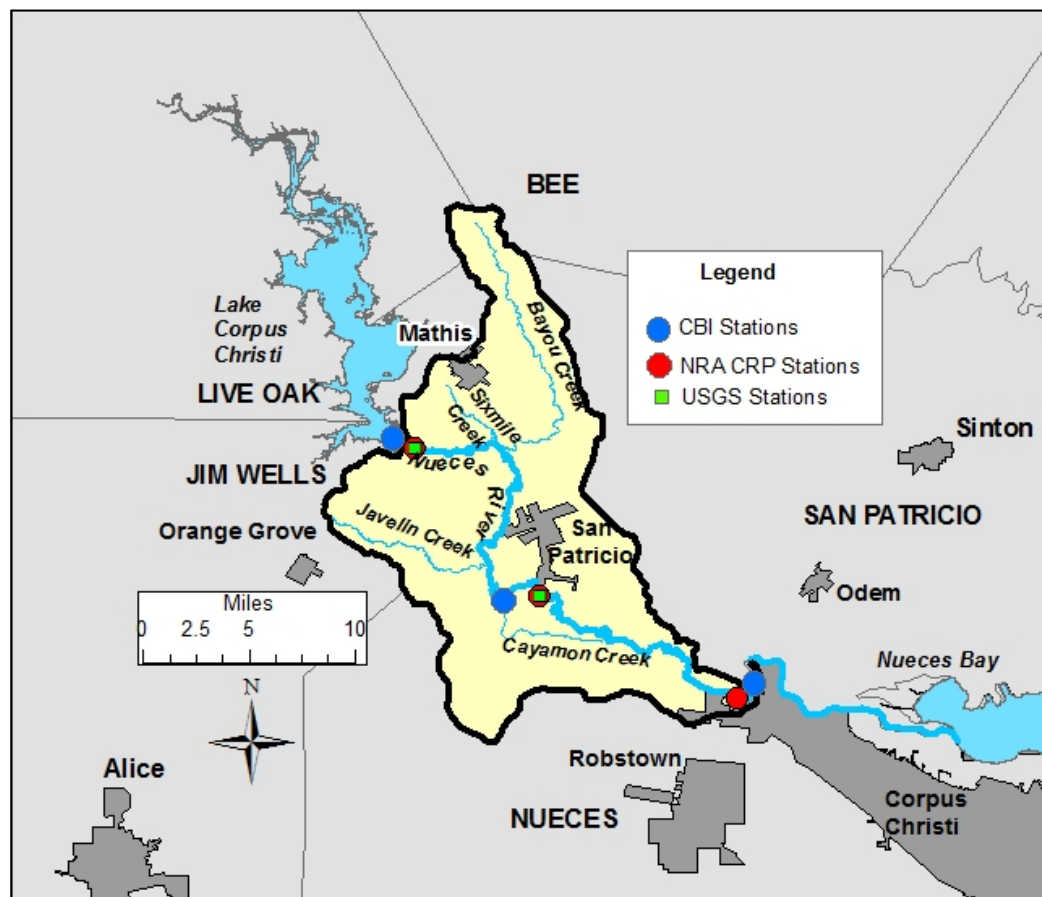 BEE
Legend
CBI Stations
NRA CRP Stations
USGS Stations
Lake
Corpus
Christi
Mathis
Bayou Creek
LIVE OAK
Sixmile
Creek
Sinton
Nueces
River
JIM WELLS
Orange Grove
Javelin Creek
San
Patricio
SAN PATRICIO
Odem
Miles
0 2.5 5 10
Cayamon Creek
Nueces Bay
N
Robstown
Alice
NUECES
Corpus
Christi